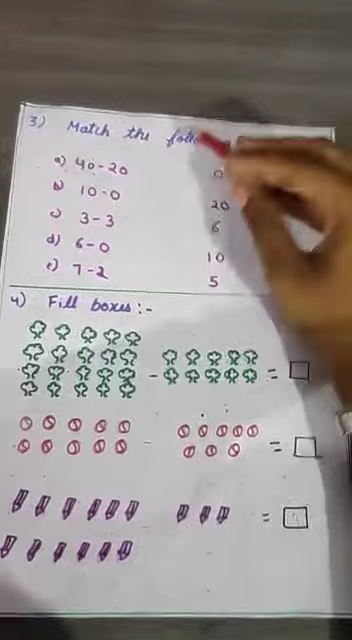 3) Match the
a) 40-20 0
b) 10-0 20
c) 3-3 6
d) 6-0 10
e) 7-2 5
4) Fill boxes :-
- = 
- =
=